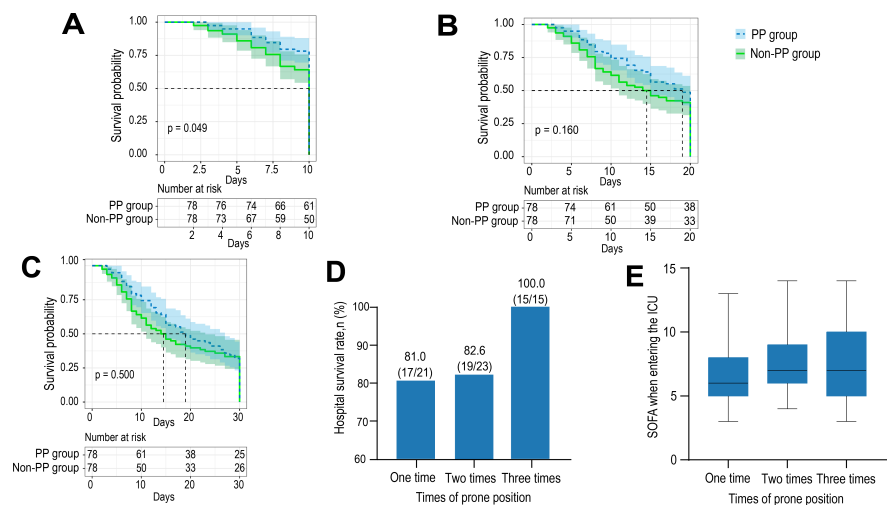 A
1.00
0.75
0.50
0.25
0.00
Survival probability
p = 0.049
0 2.5 5 7.5 10
Days
Number at risk
PP group 78 76 74 66 61
Non-PP group 78 73 67 59 50
2 4 6 8 10
Days
B
1.00
0.75
0.50
0.25
0.00
Survival probability
p = 0.160
0 5 10 15 20
Days
Number at risk
PP group 78 74 61 50 38
Non-PP group 78 71 50 39 33
0 5 10 15 20
Days
PP group
Non-PP group
C
1.00
0.75
0.50
0.25
0.00
Survival probability
p = 0.500
0 10 20 30
Days
Number at risk
PP group 78 61 38 25
Non-PP group 78 50 33 26
0 10 20 30
Days
D
Hospital survival rate,n (%)
100
90
80
70
60
81.0
(17/21)
82.6
(19/23)
100.0
(15/15)
One time Two times Three times
Times of prone position
E
SOFA when entering the ICU
15
10
5
0
One time Two times Three times
Times of prone position